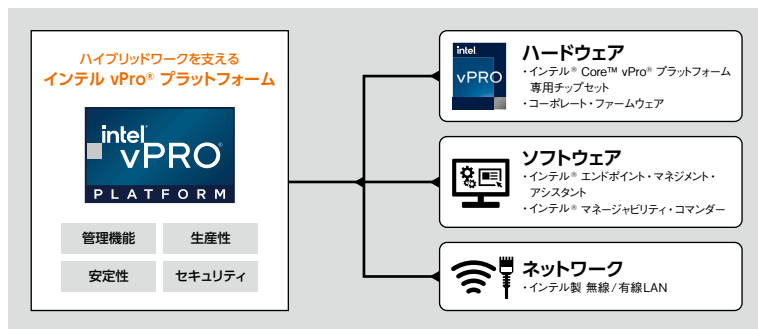 ハイブリッドワークを支える
インテル vPro® プラットフォーム
intel
vPRO
PLATFORM
管理機能
生産性
安定性
セキュリティ
intel
vPRO
ハードウェア
・インテル® Core™ vPro® プラットフォーム
専用チップセット
・コーポレート・ファームウェア
ソフトウェア
・インテル® エンドポイント・マネジメント・
アシスタント
・インテル® マネージャビリティ・コマンダー
ネットワーク
・インテル製 無線/有線LAN